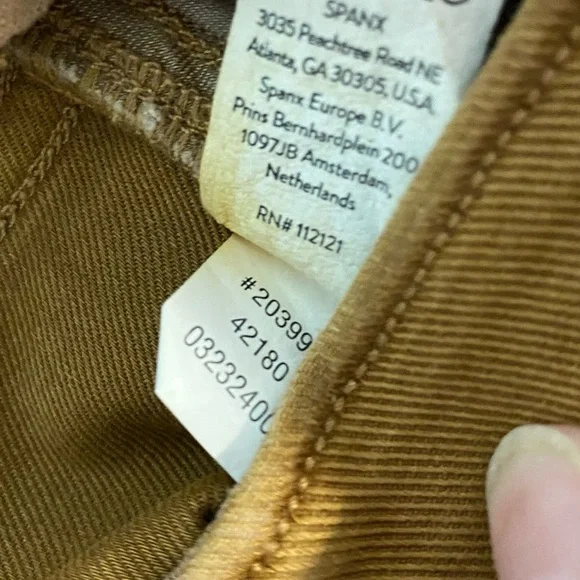 SPANX
3035 Peachtree Road NE
Atlanta, GA 30305, U.S.A.
Spanx Europe B.V.
Prins Bernhardplein 200
1097JB Amsterdam,
Netherlands
RN# 112121
#20399
42180
0323240